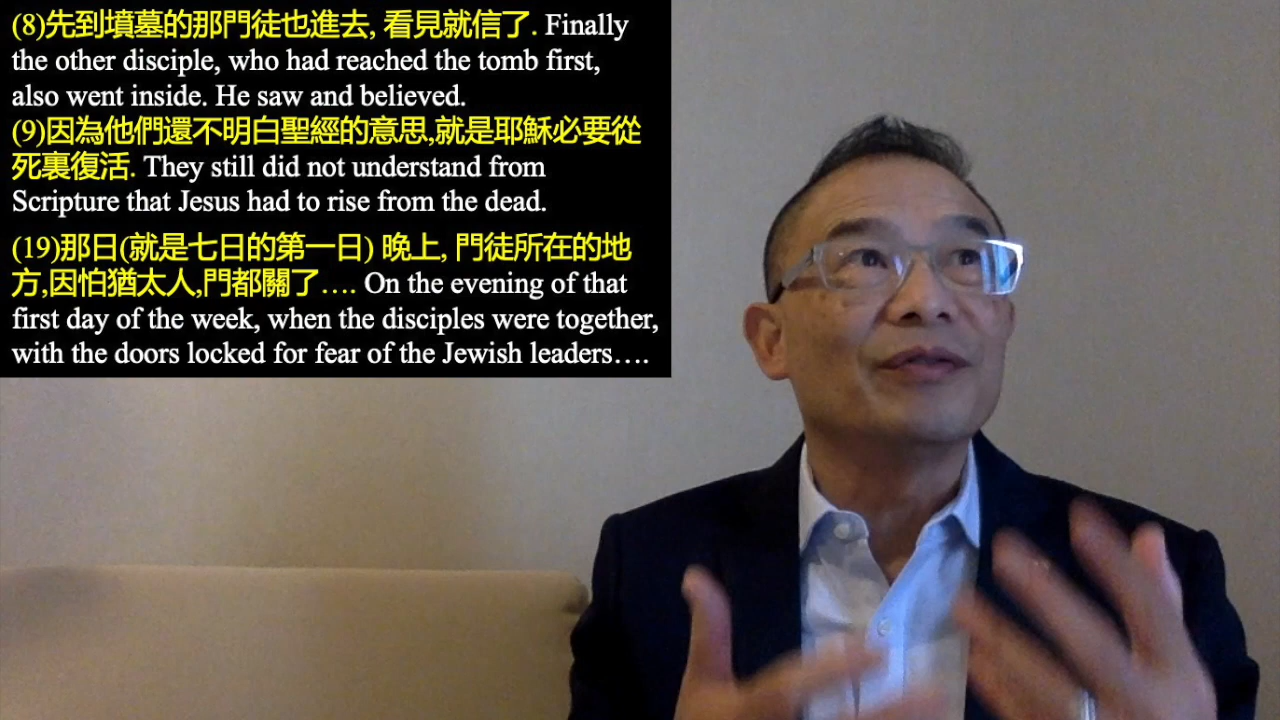 (8)先到墳墓的那門徒也進去, 看見就信了. Finally
the other disciple, who had reached the tomb first,
also went inside. He saw and believed.
(9)因為他們還不明白聖經的意思,就是耶穌必要從
死裏復活. They still did not understand from
Scripture that Jesus had to rise from the dead.
(19)那日(就是七日的第一日) 晚上, 門徒所在的地
方,因怕猶太人,門都關了…. On the evening of that
first day of the week, when the disciples were together,
with the doors locked for fear of the Jewish leaders….